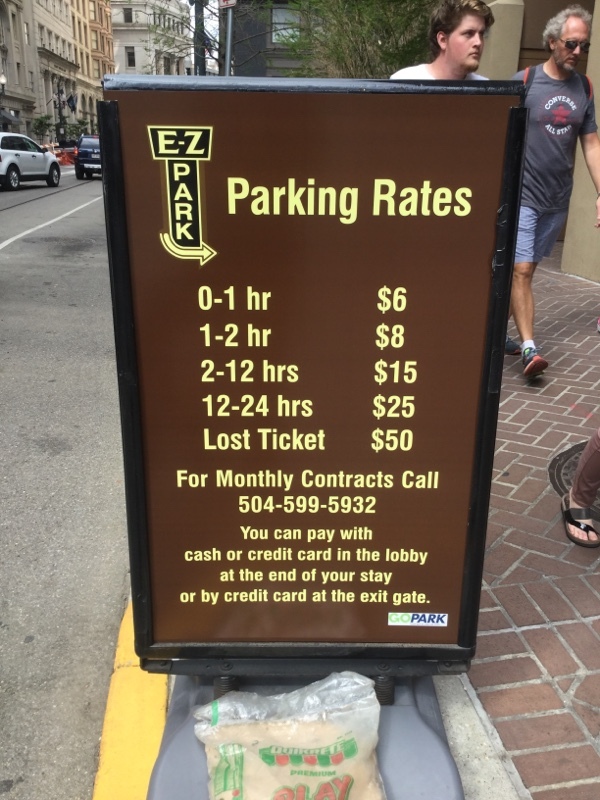 E-Z
PARK
Parking Rates
0-1 hr $6
1-2 hr $8
2-12 hrs $15
12-24 hrs $25
Lost Ticket $50
For Monthly Contracts Call
504-599-5932
You can pay with
cash or credit card in the lobby
at the end of your stay
or by credit card at the exit gate.
GOPARK
CONVERSE
ALL STAR
QUIKRETE
PREMIUM
PLAY